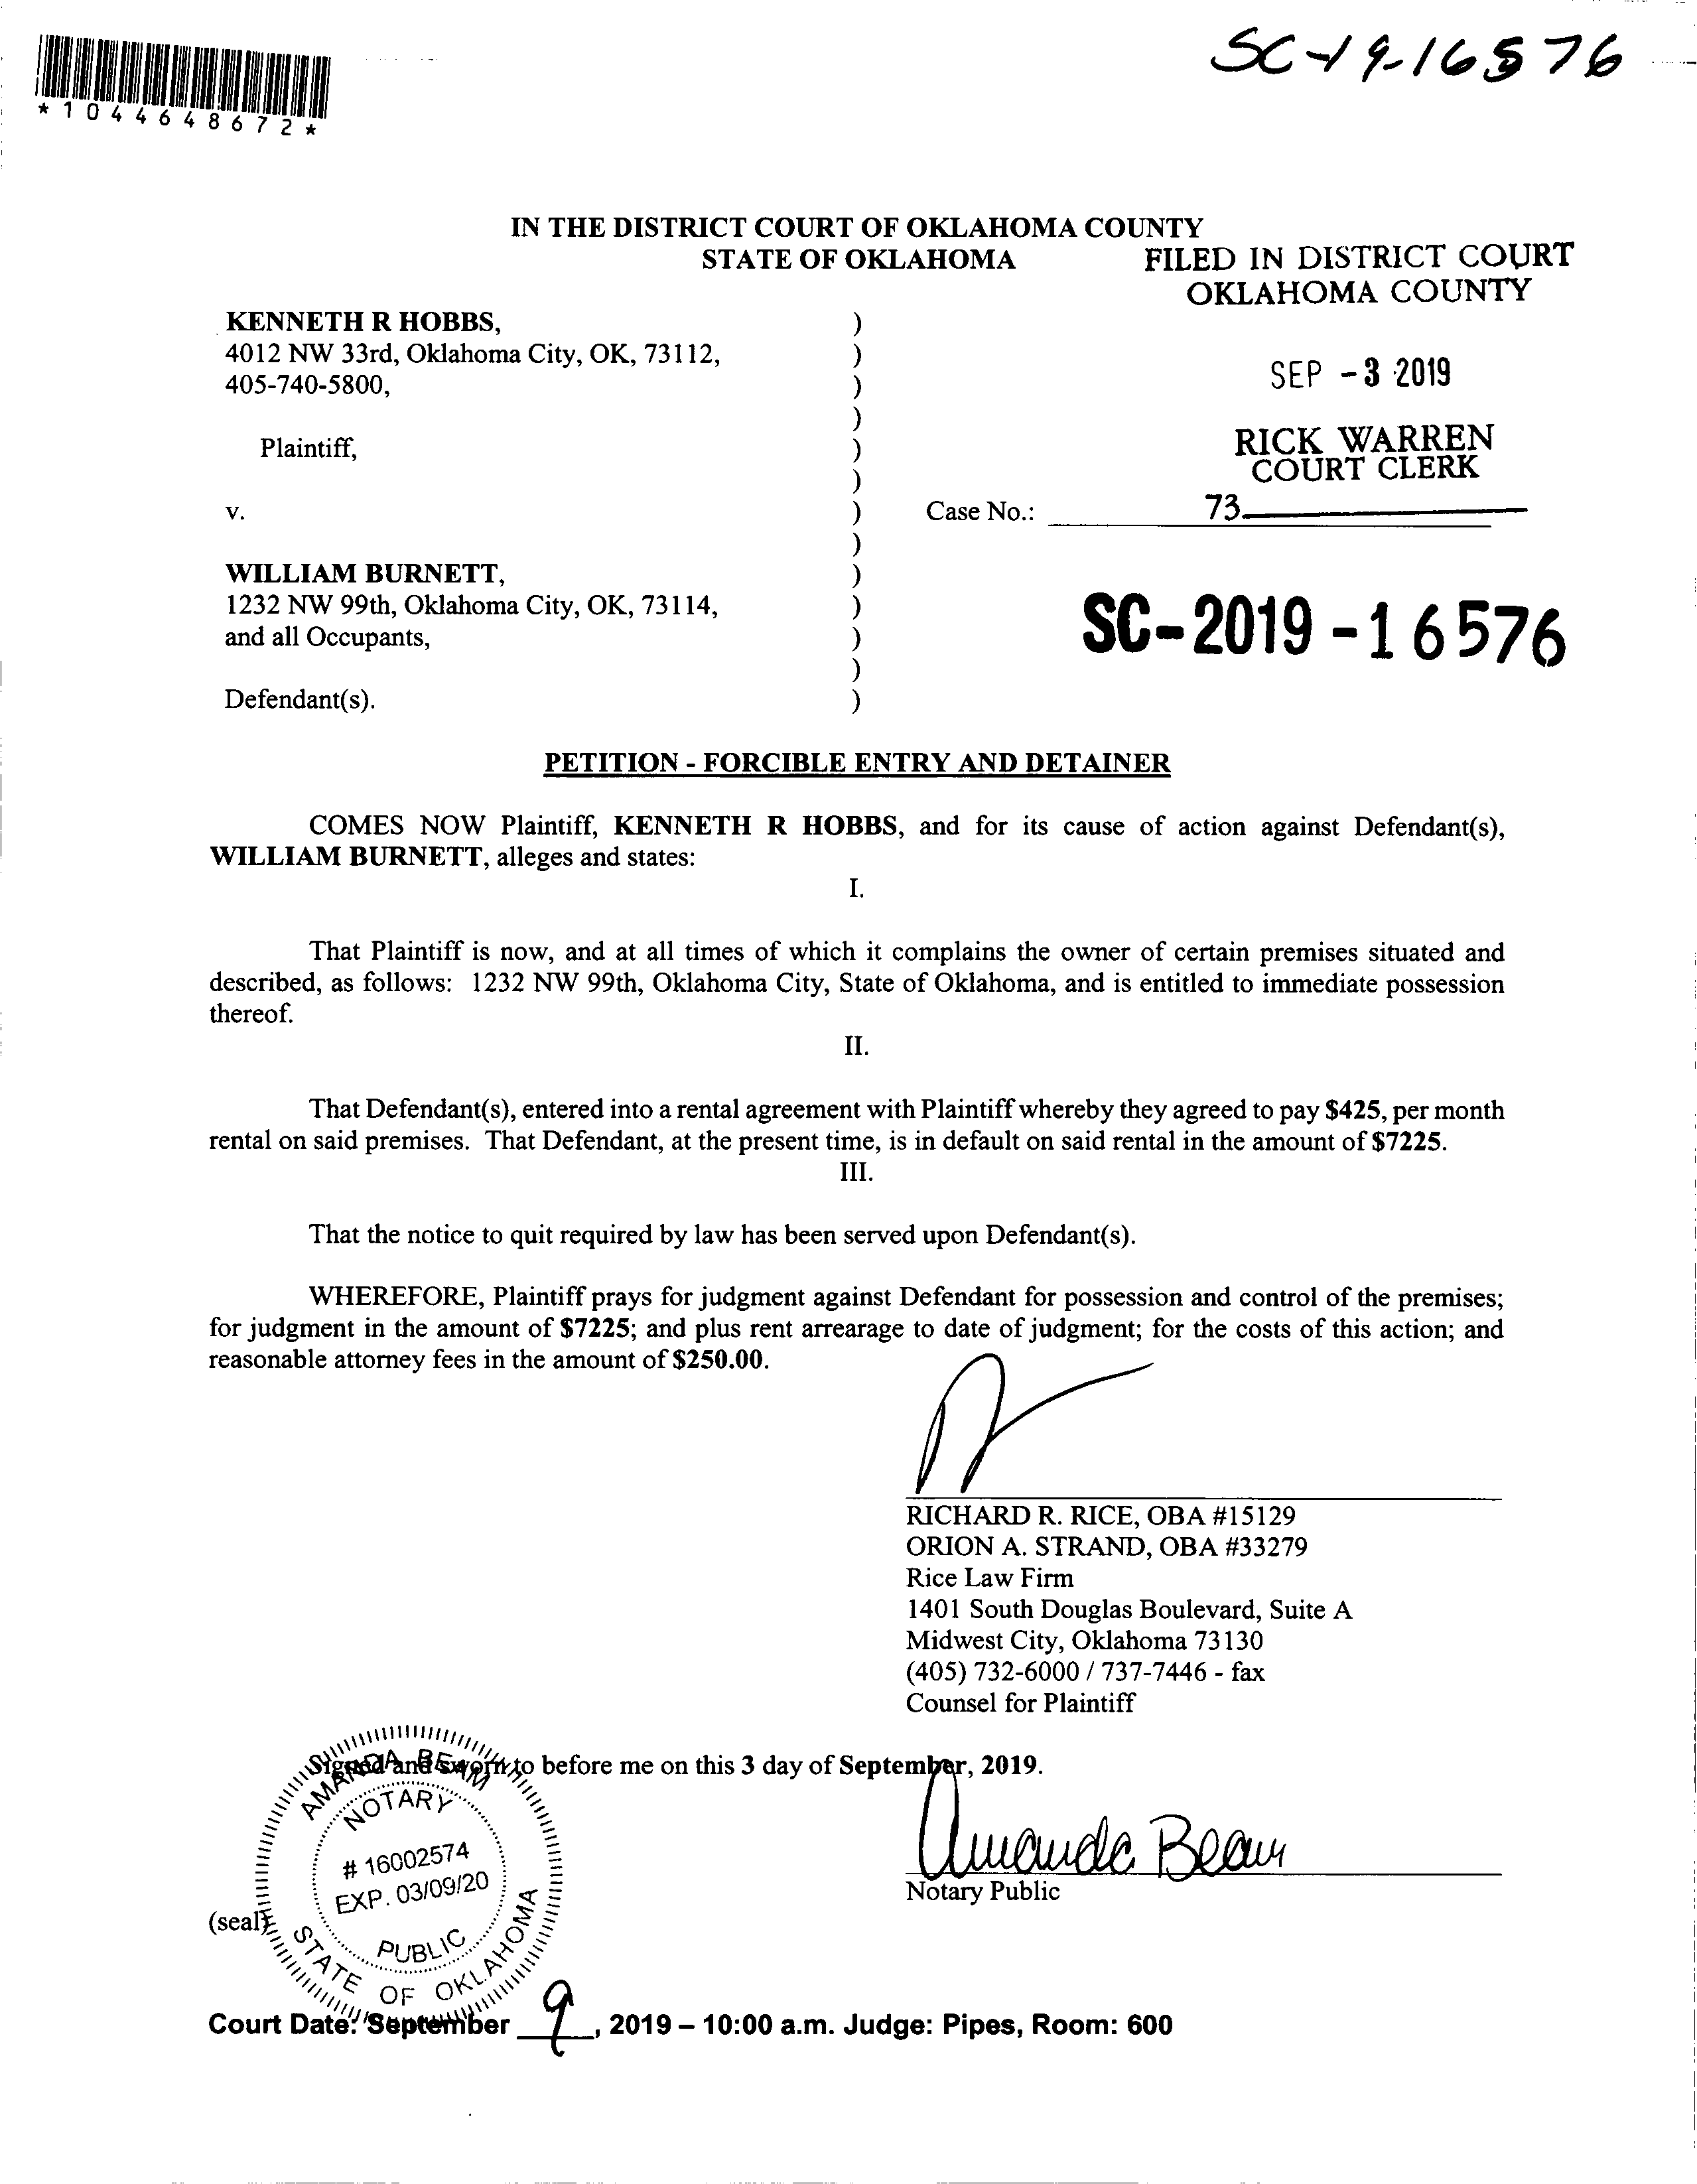 SC-19-16576
*1044648672*
IN THE DISTRICT COURT OF OKLAHOMA COUNTY
STATE OF OKLAHOMA
FILED IN DISTRICT COURT
OKLAHOMA COUNTY
KENNETH R HOBBS, )
4012 NW 33rd, Oklahoma City, OK, 73112, )
405-740-5800, )
SEP -3 2019
)
Plaintiff, )
RICK WARREN
COURT CLERK
)
v. ) Case No.: 73
)
WILLIAM BURNETT, )
1232 NW 99th, Oklahoma City, OK, 73114, )
and all Occupants, )
SC-2019-16576
)
Defendant(s). )
PETITION - FORCIBLE ENTRY AND DETAINER
COMES NOW Plaintiff, KENNETH R HOBBS, and for its cause of action against Defendant(s),
WILLIAM BURNETT, alleges and states:
I.
That Plaintiff is now, and at all times of which it complains the owner of certain premises situated and
described, as follows: 1232 NW 99th, Oklahoma City, State of Oklahoma, and is entitled to immediate possession
thereof.
II.
That Defendant(s), entered into a rental agreement with Plaintiff whereby they agreed to pay $425, per month
rental on said premises. That Defendant, at the present time, is in default on said rental in the amount of $7225.
III.
That the notice to quit required by law has been served upon Defendant(s).
WHEREFORE, Plaintiff prays for judgment against Defendant for possession and control of the premises;
for judgment in the amount of $7225; and plus rent arrearage to date of judgment; for the costs of this action; and
reasonable attorney fees in the amount of $250.00.
RICHARD R. RICE, OBA #15129
ORION A. STRAND, OBA #33279
Rice Law Firm
1401 South Douglas Boulevard, Suite A
Midwest City, Oklahoma 73130
(405) 732-6000 / 737-7446 - fax
Counsel for Plaintiff
Signed and sworn to before me on this 3 day of September, 2019.
AMANDA BEAM
NOTARY
# 16002574
EXP. 03/09/20
PUBLIC
STATE OF OKLAHOMA
Amanda Beam
Notary Public
(seal)
Court Date: September 9, 2019 – 10:00 a.m. Judge: Pipes, Room: 600